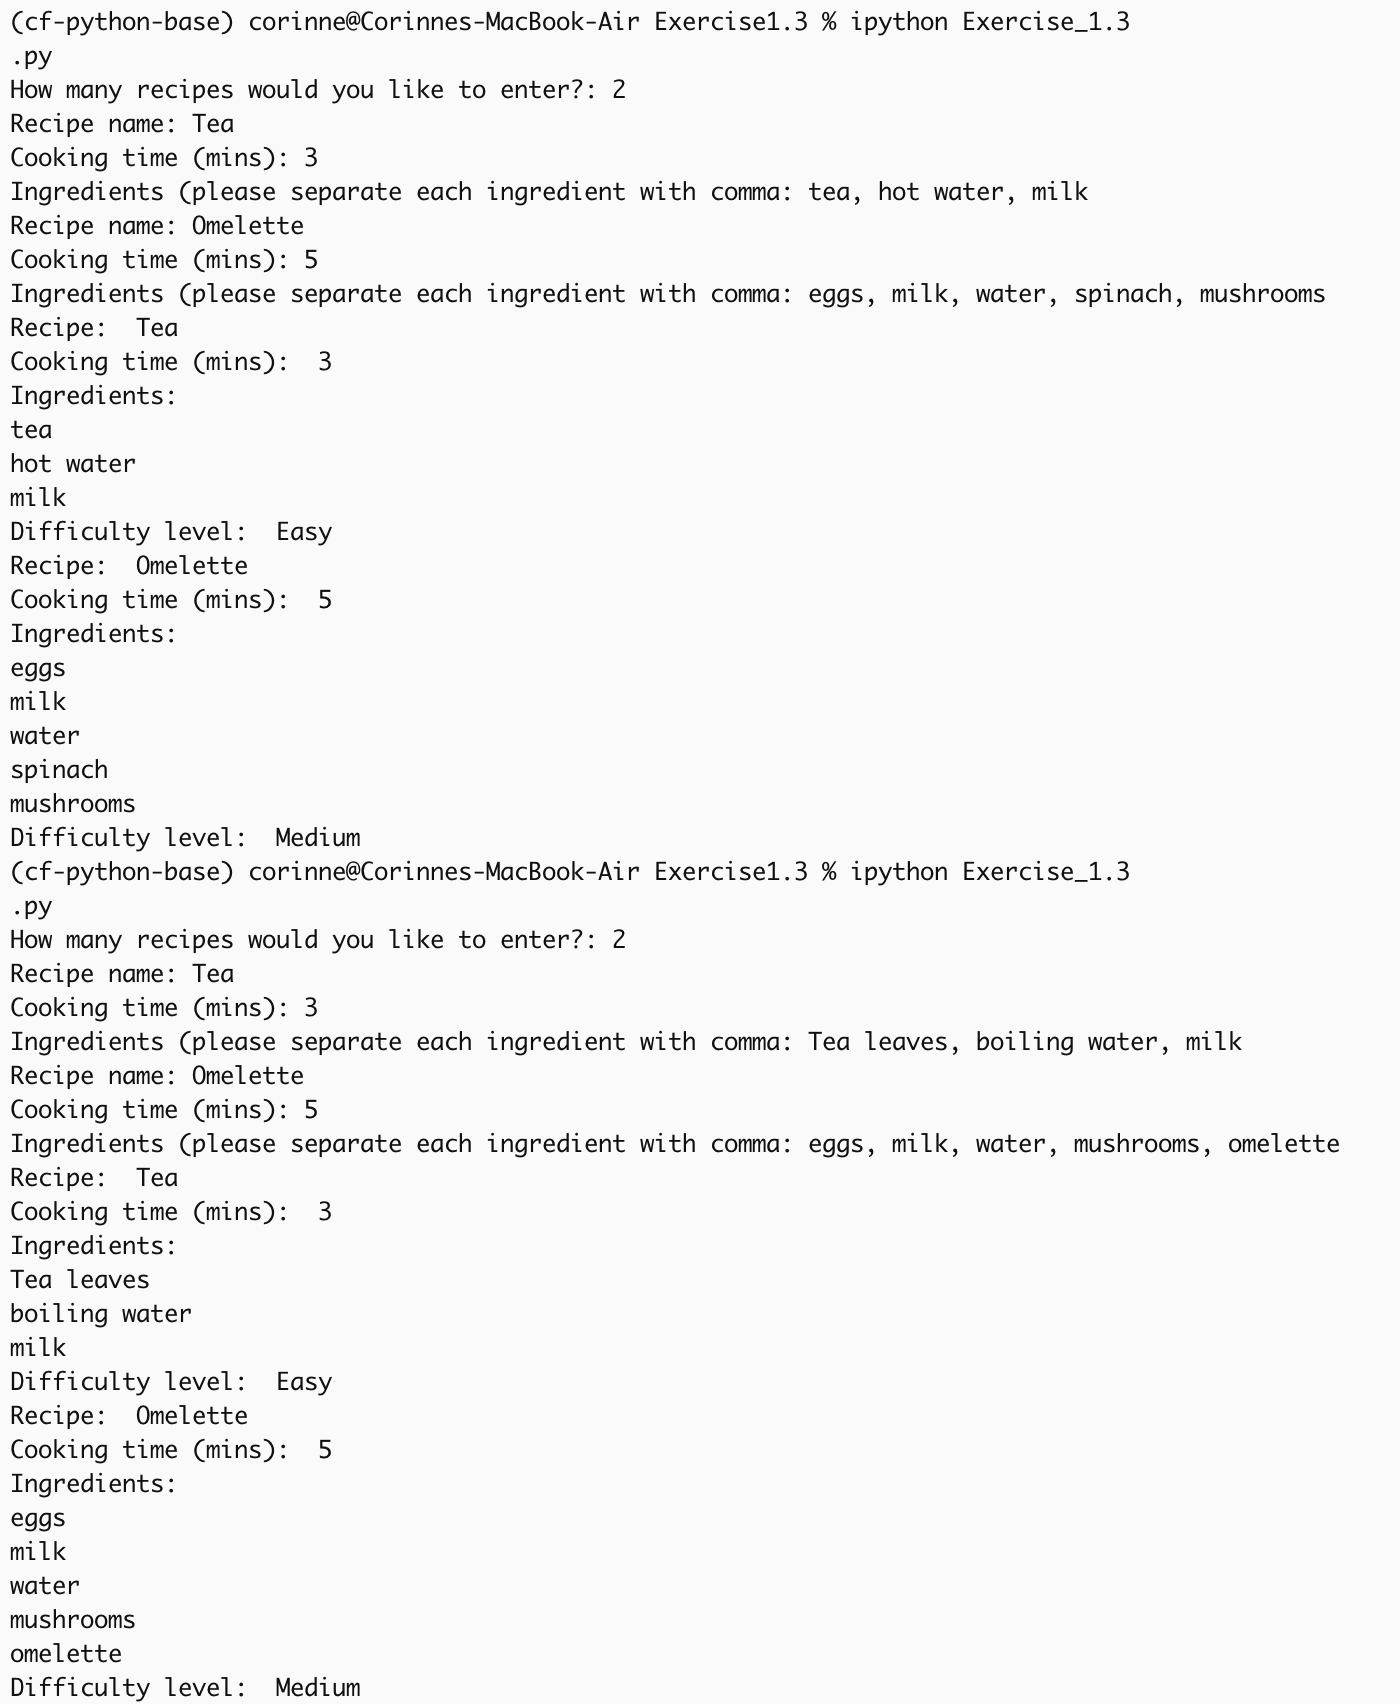 (cf-python-base) corinne@Corinnes-MacBook-Air Exercise1.3 % ipython Exercise_1.3
.py
How many recipes would you like to enter?: 2
Recipe name: Tea
Cooking time (mins): 3
Ingredients (please separate each ingredient with comma: tea, hot water, milk
Recipe name: Omelette
Cooking time (mins): 5
Ingredients (please separate each ingredient with comma: eggs, milk, water, spinach, mushrooms
Recipe:  Tea
Cooking time (mins):  3
Ingredients:
tea
hot water
milk
Difficulty level:  Easy
Recipe:  Omelette
Cooking time (mins):  5
Ingredients:
eggs
milk
water
spinach
mushrooms
Difficulty level:  Medium
(cf-python-base) corinne@Corinnes-MacBook-Air Exercise1.3 % ipython Exercise_1.3
.py
How many recipes would you like to enter?: 2
Recipe name: Tea
Cooking time (mins): 3
Ingredients (please separate each ingredient with comma: Tea leaves, boiling water, milk
Recipe name: Omelette
Cooking time (mins): 5
Ingredients (please separate each ingredient with comma: eggs, milk, water, mushrooms, omelette
Recipe:  Tea
Cooking time (mins):  3
Ingredients:
Tea leaves
boiling water
milk
Difficulty level:  Easy
Recipe:  Omelette
Cooking time (mins):  5
Ingredients:
eggs
milk
water
mushrooms
omelette
Difficulty level:  Medium